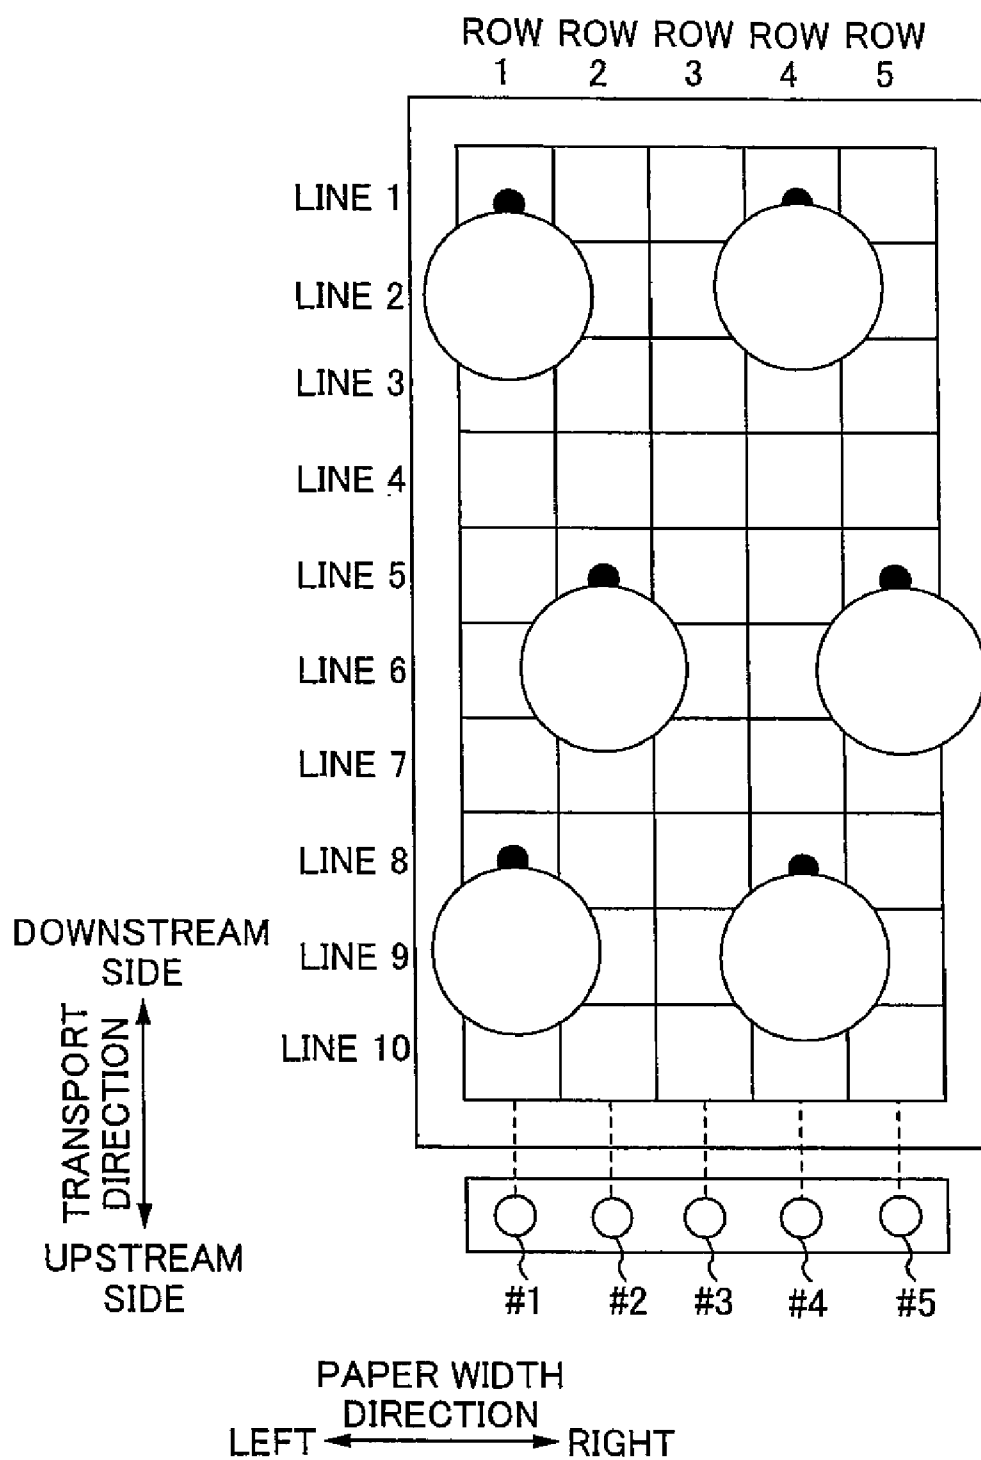 ROW ROW ROW ROW ROW
1 2 3 4 5
LINE 1
LINE 2
LINE 3
LINE 4
LINE 5
LINE 6
LINE 7
LINE 8
LINE 9
LINE 10
DOWNSTREAM
SIDE
TRANSPORT
DIRECTION
UPSTREAM
SIDE
#1 #2 #3 #4 #5
PAPER WIDTH
DIRECTION
LEFT RIGHT